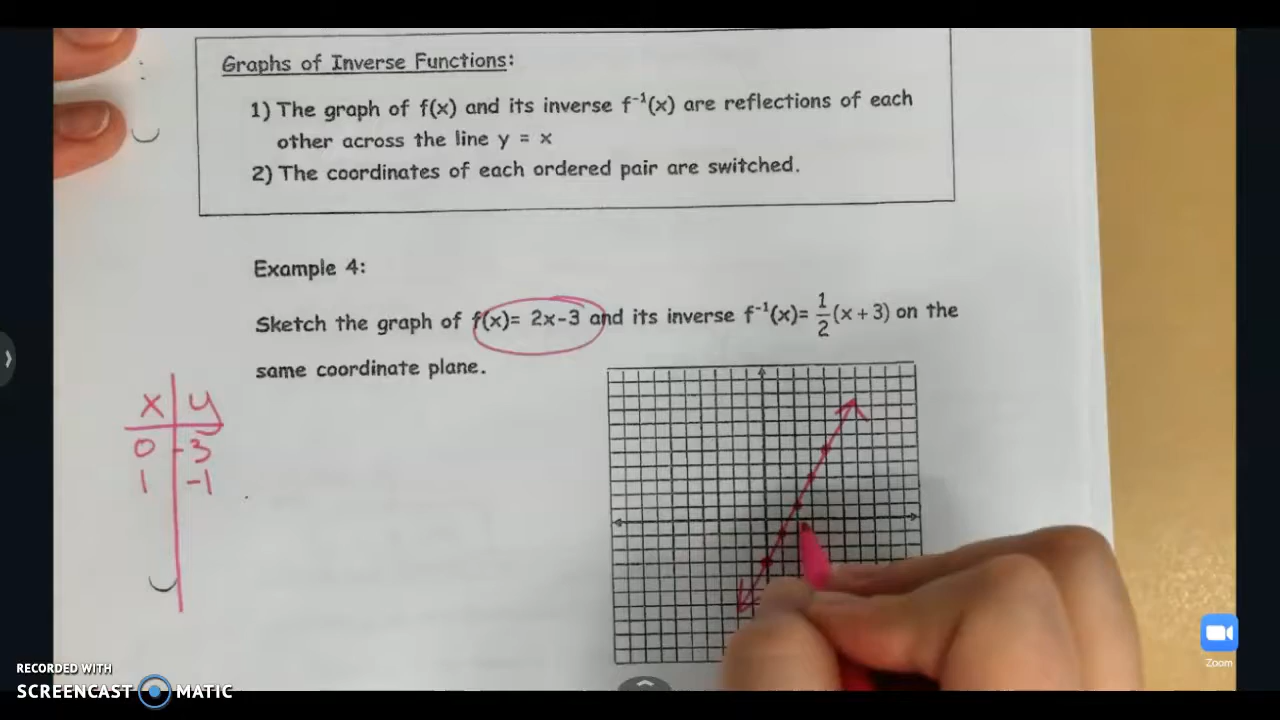 Graphs of Inverse Functions:
1) The graph of f(x) and its inverse f⁻¹(x) are reflections of each
other across the line y = x
2) The coordinates of each ordered pair are switched.
Example 4:
Sketch the graph of f(x)= 2x-3 and its inverse f⁻¹(x)= 1/2 (x+3) on the
same coordinate plane.
x y
0 -3
1 -1
Zoom
RECORDED WITH
SCREENCAST MATIC